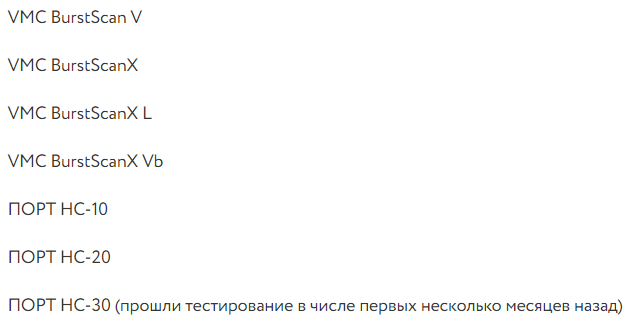 VMC BurstScan V
VMC BurstScanX
VMC BurstScanX L
VMC BurstScanX Vb
ПОРТ НС-10
ПОРТ НС-20
ПОРТ НС-30 (прошли тестирование в числе первых несколько месяцев назад)